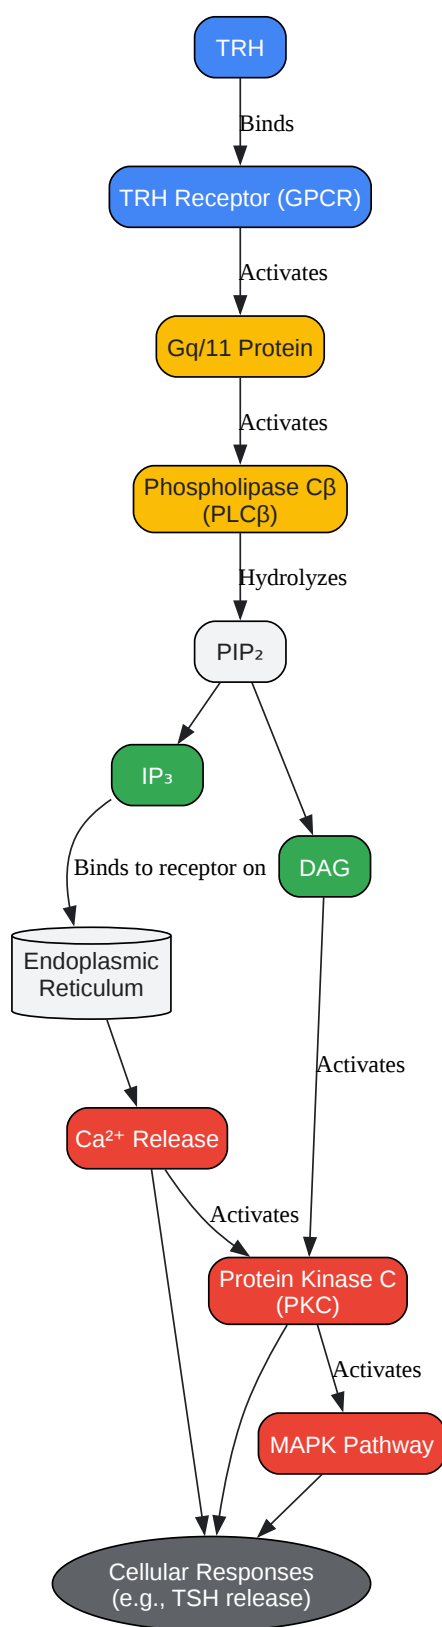 TRH
Binds
TRH Receptor (GPCR)
Activates
Gq/11 Protein
Activates
Phospholipase Cβ
(PLCβ)
Hydrolyzes
PIP₂
IP₃
Binds to receptor on
DAG
Endoplasmic
Reticulum
Activates
Ca²⁺ Release
Activates
Protein Kinase C
(PKC)
Activates
MAPK Pathway
Cellular Responses
(e.g., TSH release)